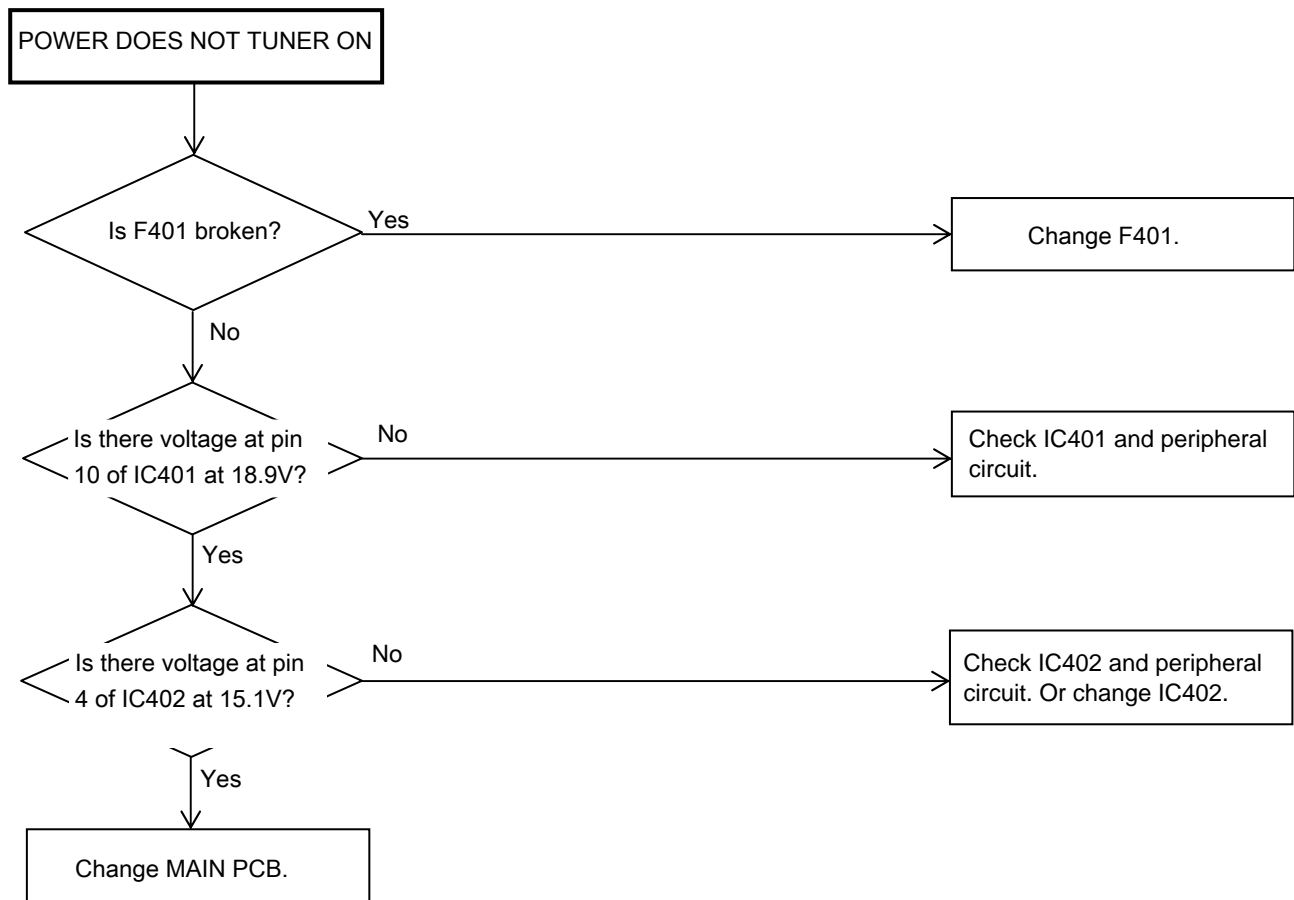 POWER DOES NOT TUNER ON
Is F401 broken?
Yes
Change F401.
No
Is there voltage at pin
10 of IC401 at 18.9V?
No
Check IC401 and peripheral
circuit.
Yes
Is there voltage at pin
4 of IC402 at 15.1V?
No
Check IC402 and peripheral
circuit. Or change IC402.
Yes
Change MAIN PCB.